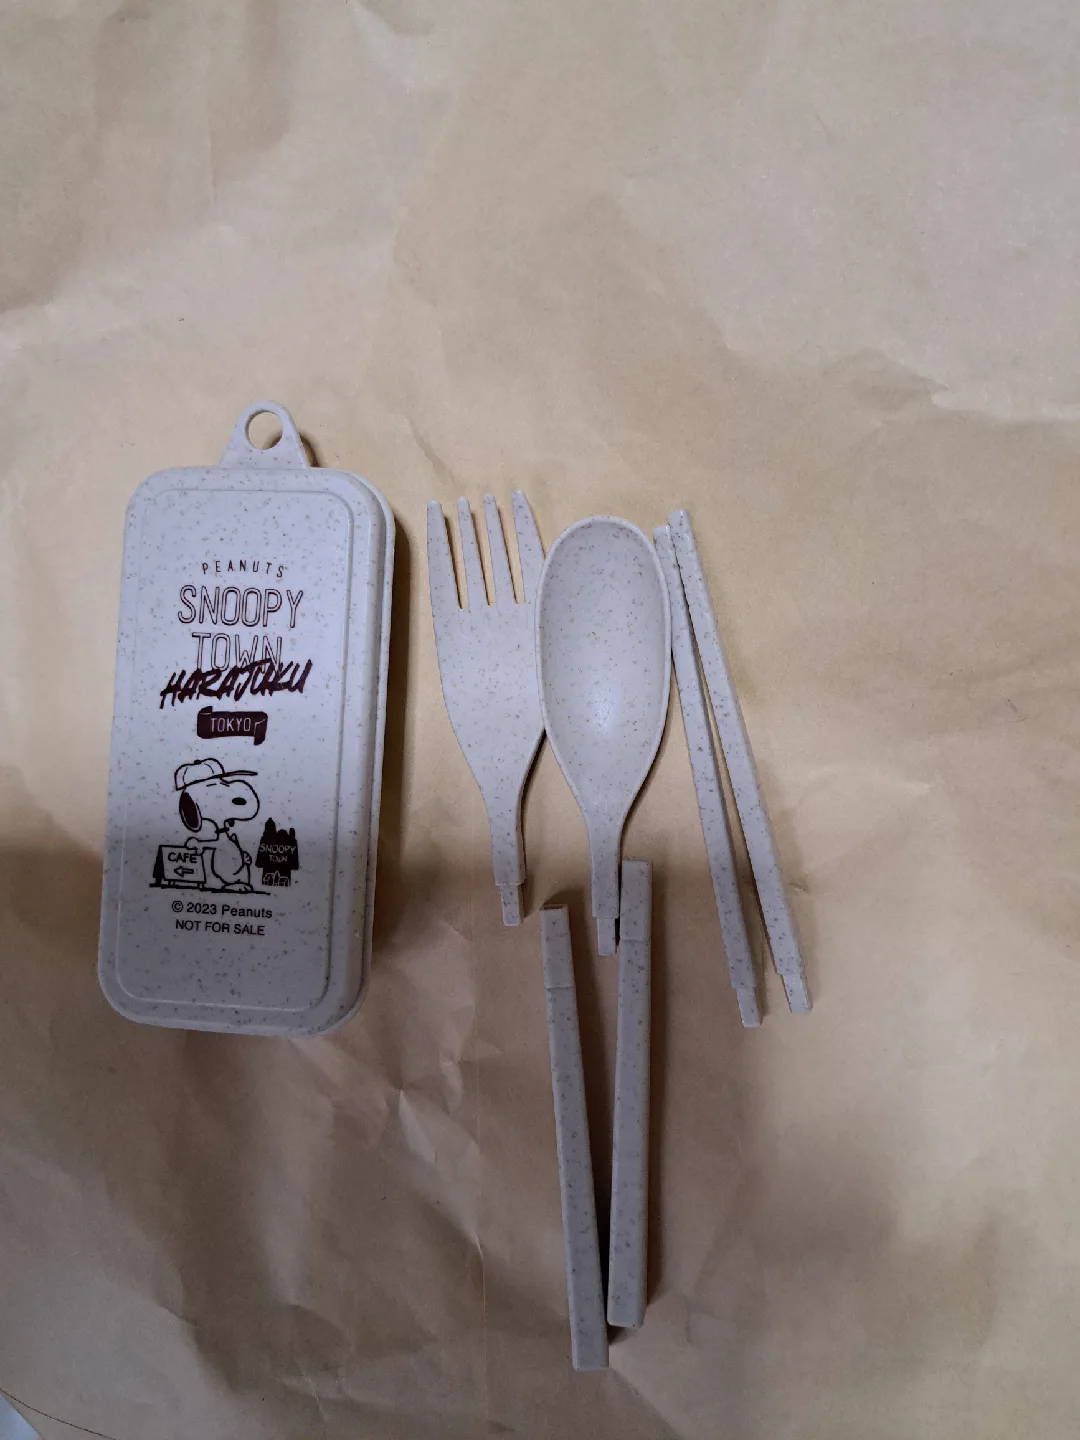 PEANUTS
SNOOPY
TOWN
HARAJUKU
TOKYO
CAFE
SNOOPY
TOWN
© 2023 Peanuts
NOT FOR SALE